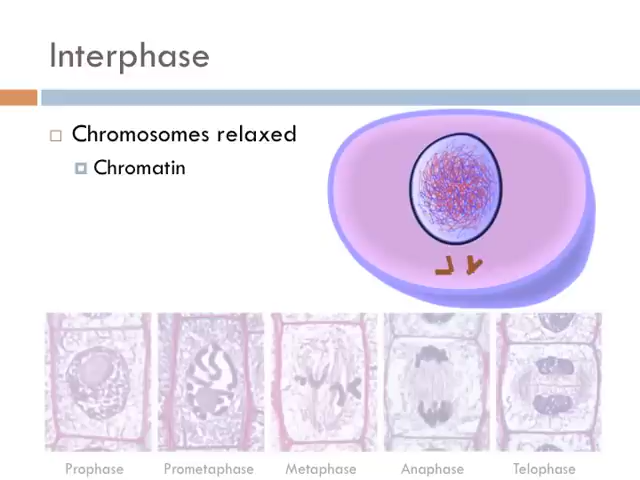 Interphase
Chromosomes relaxed
Chromatin
Prophase
Prometaphase
Metaphase
Anaphase
Telophase